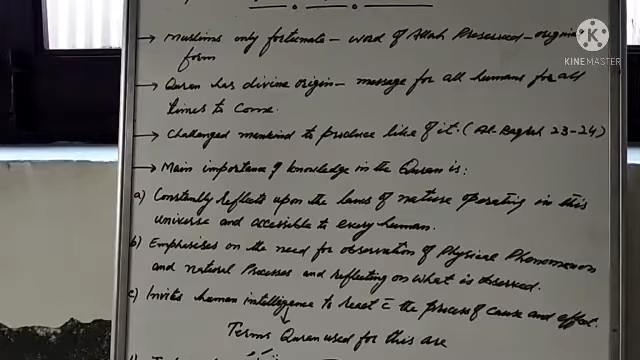 → Muslims only fortunate - word of Allah Preserved - original
form
→ Quran has divine origin - message for all humans for all
times to come.
→ Challenged mankind to produce like of it. (Al-Baqrah 23-24)
→ Main importance of knowledge in the Quran is:
a) Constantly reflects upon the laws of nature operating in this
universe and accessible to every human.
b) Emphasises on the need for observation of Physical Phenomenon
and natural Processes and reflecting on what is observed.
c) Invites human intelligence to react c̄ the process of cause and effect.
Terms Quran used for this are
KINEMASTER